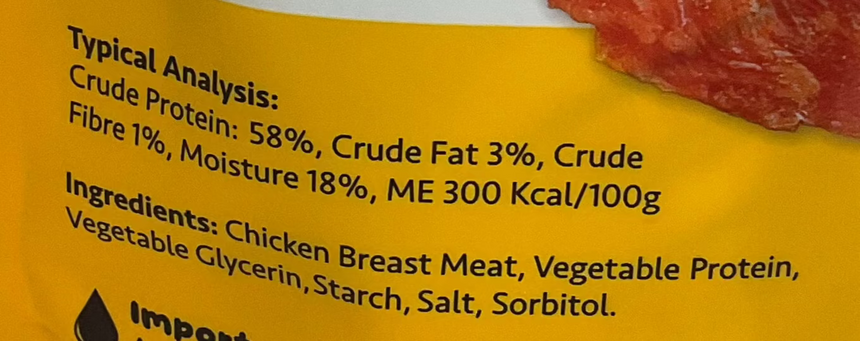 Typical Analysis:
Crude Protein: 58%, Crude Fat 3%, Crude
Fibre 1%, Moisture 18%, ME 300 Kcal/100g
Ingredients: Chicken Breast Meat, Vegetable Protein,
Vegetable Glycerin, Starch, Salt, Sorbitol.